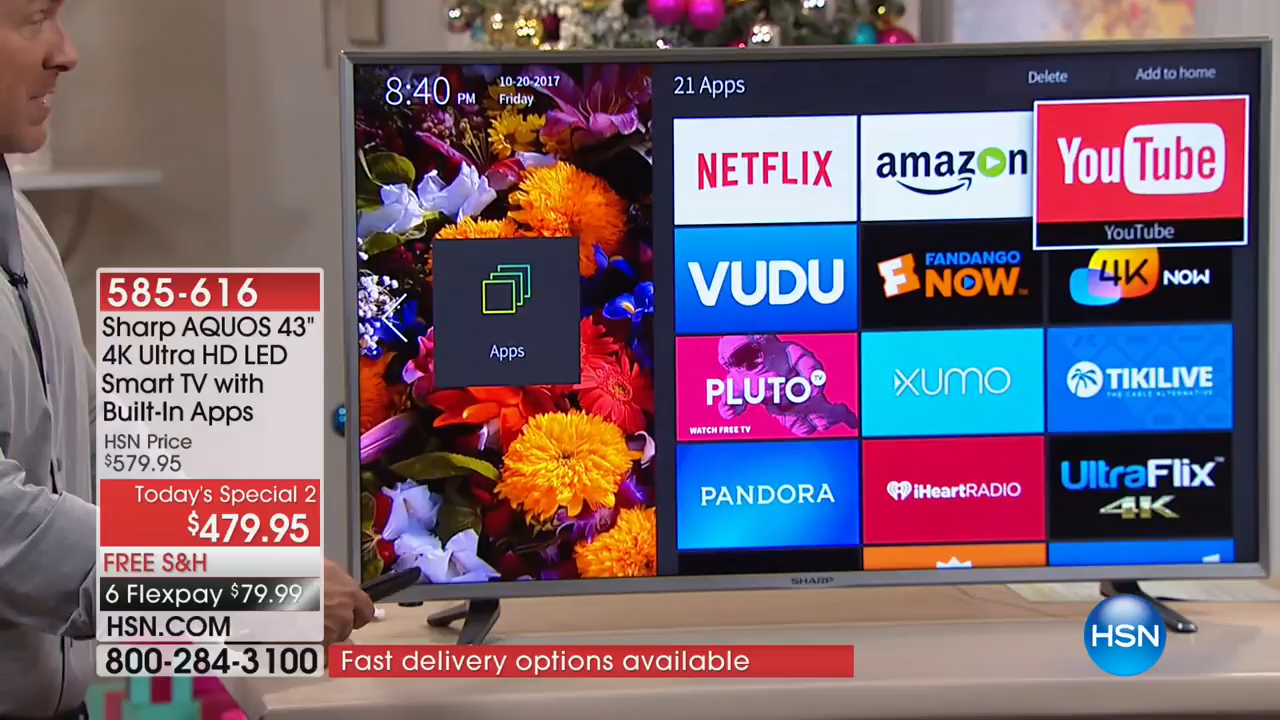 8:40 PM
10-20-2017
Friday
21 Apps
Delete
Add to home
NETFLIX
amazon
YouTube
YouTube
VUDU
FANDANGO
NOW
4K NOW
Apps
PLUTO TV
WATCH FREE TV
XUMO
TIKILIVE
THE CABLE ALTERNATIVE
PANDORA
iHeartRADIO
ULTRAFLIX™
4K
SHARP
585-616
Sharp AQUOS 43"
4K Ultra HD LED
Smart TV with
Built-In Apps
HSN Price
$579.95
Today's Special 2
$479.95
FREE S&H
6 Flexpay $79.99
HSN.COM
800-284-3100
Fast delivery options available
HSN